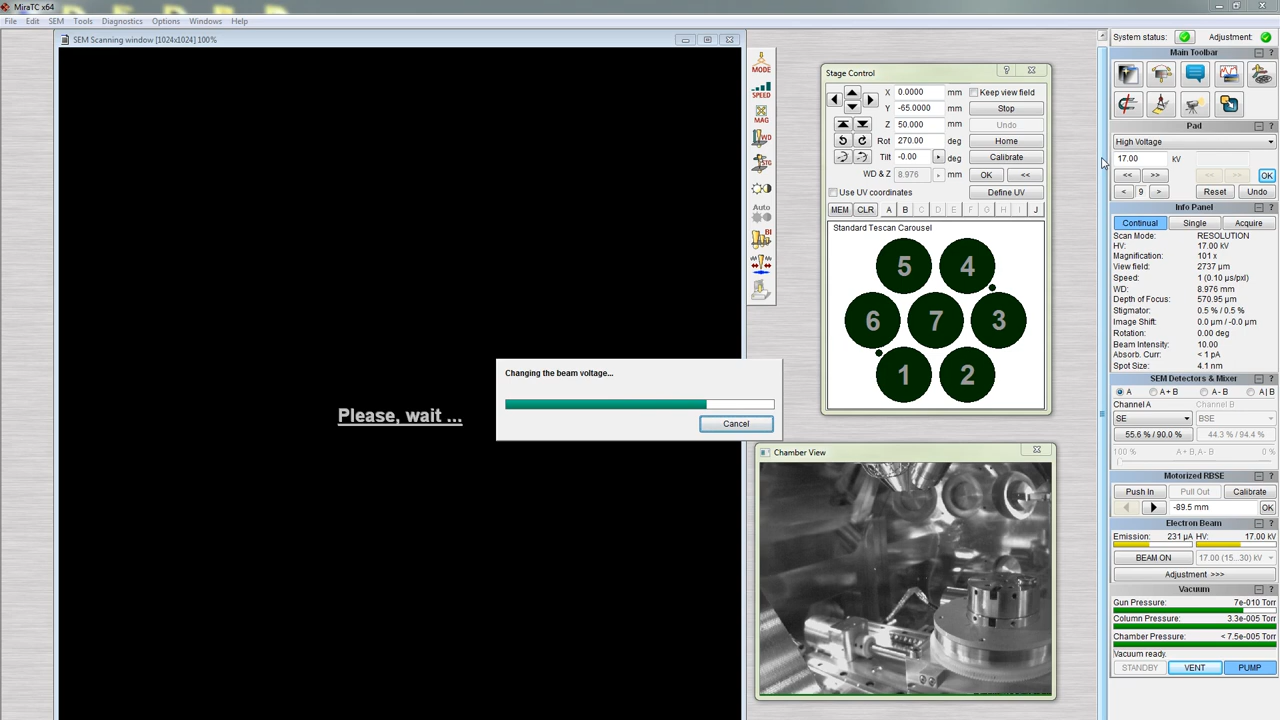 MiraTC x64
File Edit SEM Tools Diagnostics Options Windows Help
SEM Scanning window [1024x1024] 100%
MODE
SPEED
MAG
WD
STG
Auto
BI
Please, wait ...
Changing the beam voltage...
Cancel
Stage Control
X 0.0000 mm Keep view field
Y -65.0000 mm Stop
Z 50.000 mm Undo
Rot 270.00 deg Home
Tilt -0.00 deg Calibrate
WD & Z 8.976 mm OK <<
Use UV coordinates Define UV
MEM CLR A B C D E F G H I J
Standard Tescan Carousel
5 4
6 7 3
1 2
Chamber View
System status: Adjustment:
Main Toolbar
Pad
High Voltage
17.00 kV
<< >> << >> OK
< 9 > Reset Undo
Info Panel
Continual Single Acquire
Scan Mode: RESOLUTION
HV: 17.00 kV
Magnification: 101 x
View field: 2737 µm
Speed: 1 (0.10 µs/pxl)
WD: 8.976 mm
Depth of Focus: 570.95 µm
Stigmator: 0.5 % / 0.5 %
Image Shift: 0.0 µm / -0.0 µm
Rotation: 0.00 deg
Beam Intensity: 10.00
Absorb. Curr: < 1 pA
Spot Size: 4.1 nm
SEM Detectors & Mixer
A A + B A - B A | B
Channel A Channel B
SE BSE
55.6 % / 90.0 % 44.3 % / 94.4 %
100 % A + B, A - B 0 %
Motorized RBSE
Push In Pull Out Calibrate
-89.5 mm OK
Electron Beam
Emission: 231 µA HV: 17.00 kV
BEAM ON 17.00 (15...30) kV
Adjustment >>>
Vacuum
Gun Pressure: 7e-010 Torr
Column Pressure: 3.3e-005 Torr
Chamber Pressure: < 7.5e-005 Torr
Vacuum ready.
STANDBY VENT PUMP